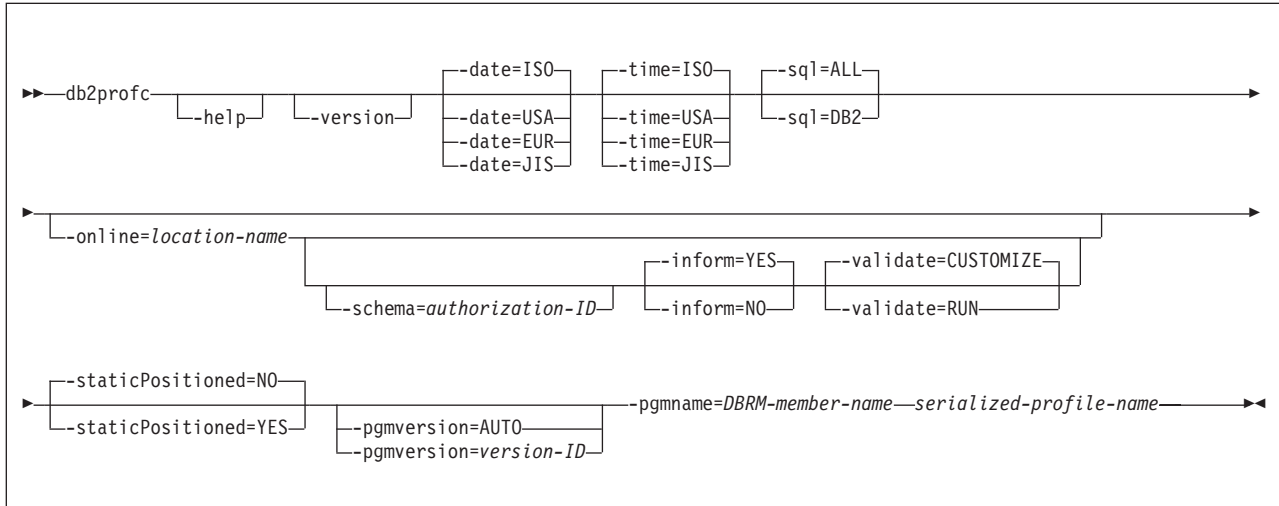 -date=ISO -time=ISO -sql=ALL
db2profc
-help -version -date=USA -time=USA -sql=DB2
-date=EUR -time=EUR
-date=JIS -time=JIS
-online=location-name
-inform=YES -validate=CUSTOMIZE
-schema=authorization-ID -inform=NO -validate=RUN
-staticPositioned=NO
-pgmname=DBRM-member-name serialized-profile-name
-staticPositioned=YES -pgmversion=AUTO
-pgmversion=version-ID